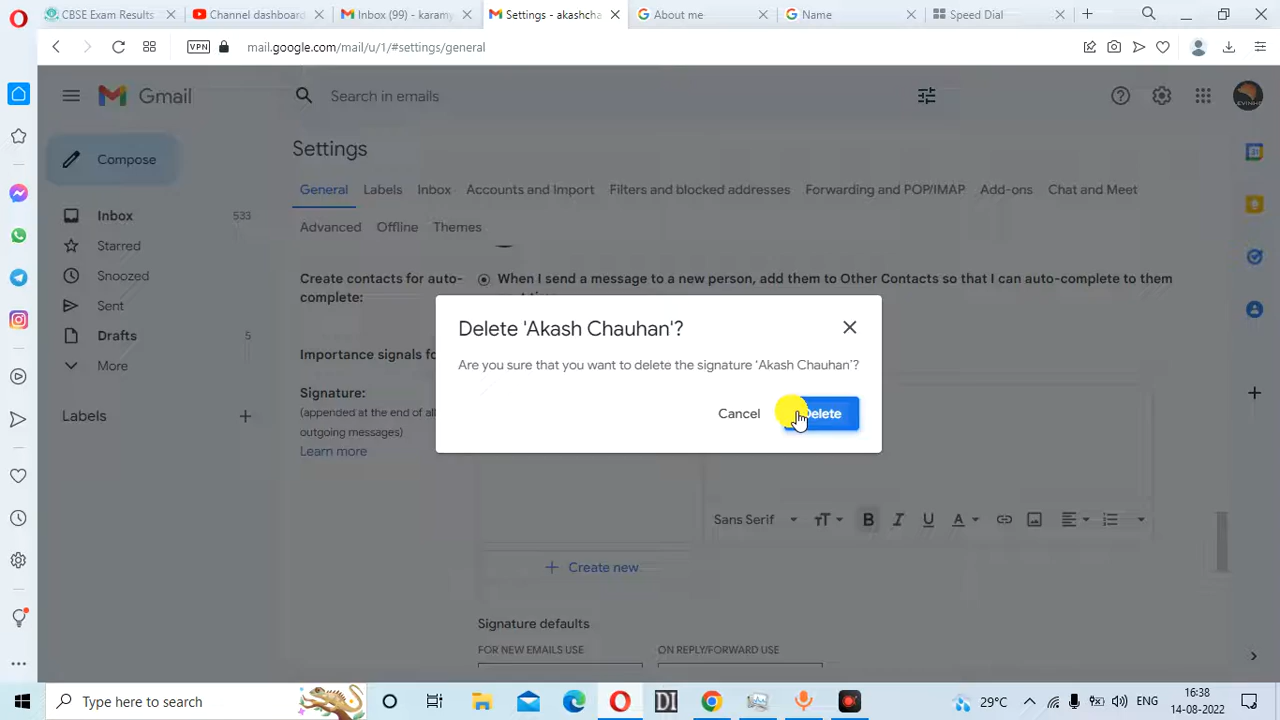 CBSE Exam Results
Channel dashboard
Inbox (99) - karamy
Settings - akashcha
About me
Name
Speed Dial
VPN
mail.google.com/mail/u/1/#settings/general
Gmail
Search in emails
Compose
Settings
General Labels Inbox Accounts and Import Filters and blocked addresses Forwarding and POP/IMAP Add-ons Chat and Meet
Advanced Offline Themes
Inbox 533
Starred
Snoozed
Sent
Drafts 5
More
Labels
Create contacts for auto-
complete:
When I send a message to a new person, add them to Other Contacts so that I can auto-complete to them
Importance signals fo
Signature:
(appended at the end of all
outgoing messages)
Learn more
Delete 'Akash Chauhan'?
Are you sure that you want to delete the signature ‘Akash Chauhan’?
Cancel
Delete
Sans Serif
Create new
Signature defaults
FOR NEW EMAILS USE
ON REPLY/FORWARD USE
Type here to search
29°C
ENG
16:38
14-08-2022